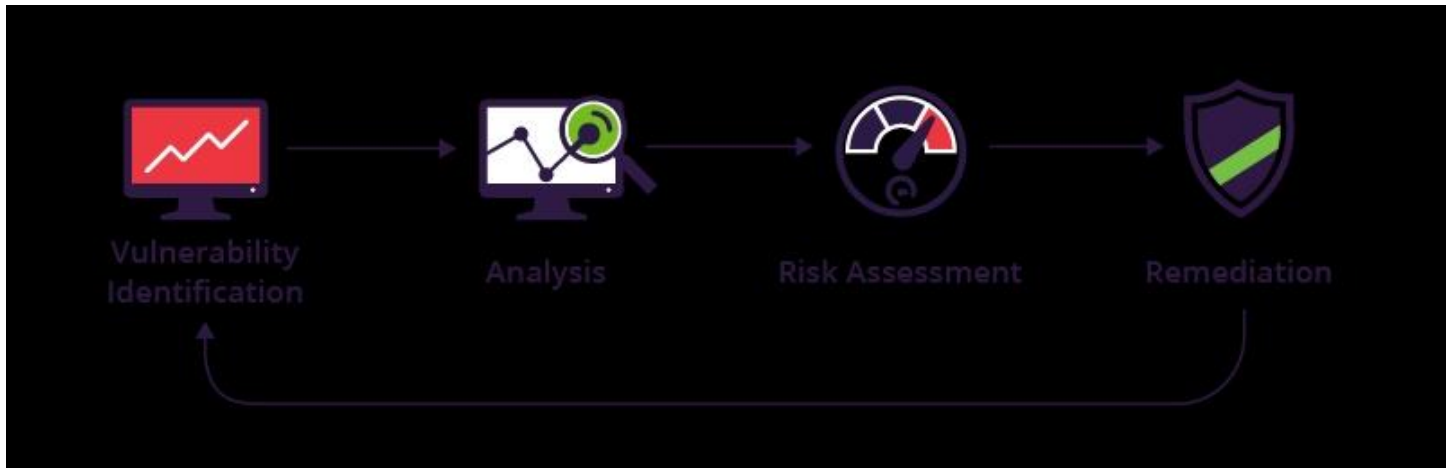 Vulnerability
Identification
Analysis
Risk Assessment
Remediation